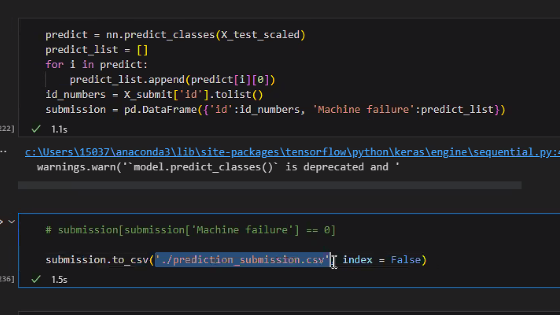 predict = nn.predict_classes(X_test_scaled)
predict_list = []
for i in predict:
predict_list.append(predict[i][0])
id_numbers = X_submit['id'].tolist()
submission = pd.DataFrame({'id':id_numbers, 'Machine failure':predict_list})
222]
1.1s
c:\Users\15037\anaconda3\lib\site-packages\tensorflow\python\keras\engine\sequential.py:4
warnings.warn('`model.predict_classes()` is deprecated and '
# submission[submission['Machine failure'] == 0]
submission.to_csv('./prediction_submission.csv', index = False)
236]
1.5s